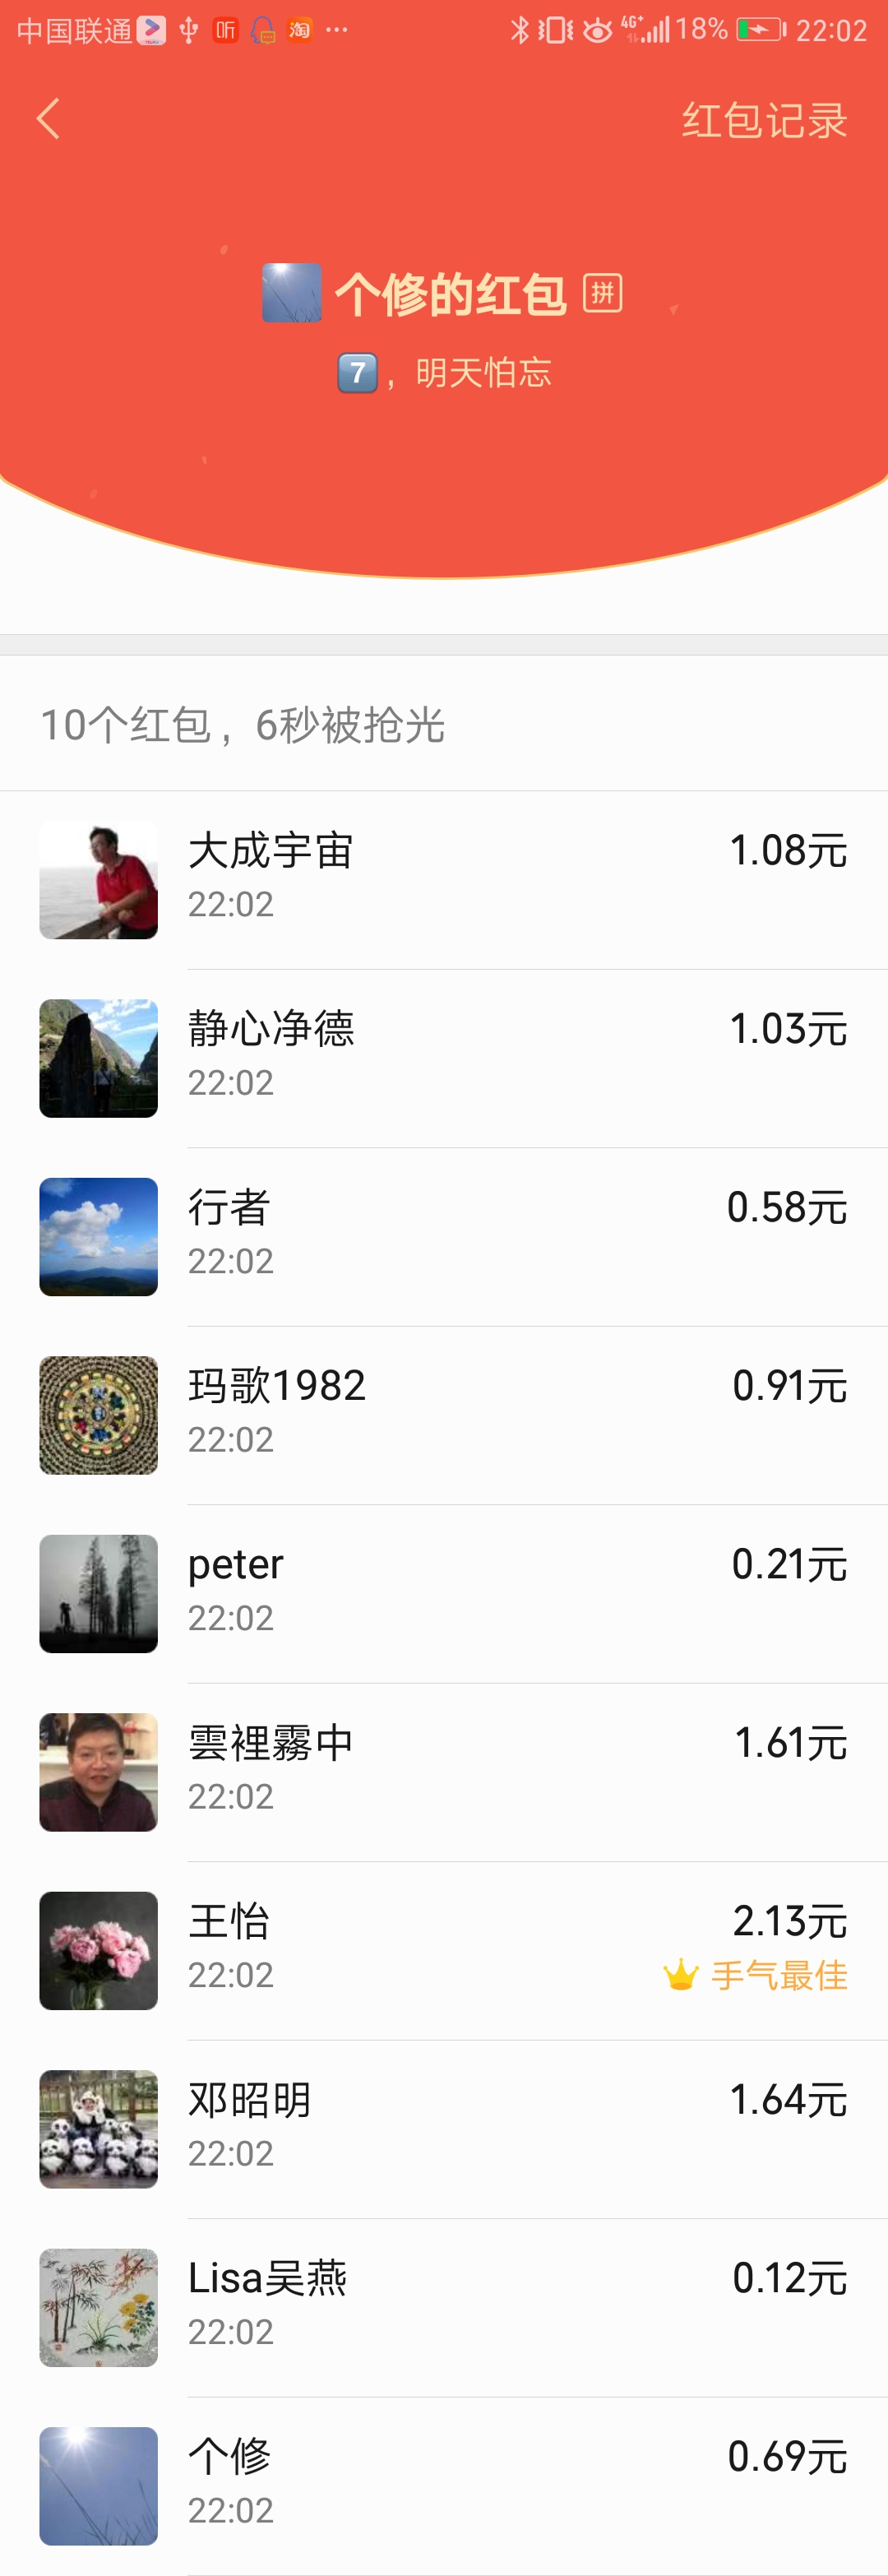 中国联通 听 淘 ... 4G+ 18% 22:02
红包记录
个修的红包 拼
7️⃣，明天怕忘
10个红包，6秒被抢光
大成宇宙 1.08元
22:02
静心净德 1.03元
22:02
行者 0.58元
22:02
玛歌1982 0.91元
22:02
peter 0.21元
22:02
雲裡霧中 1.61元
22:02
王怡 2.13元
22:02 手气最佳
邓昭明 1.64元
22:02
Lisa吴燕 0.12元
22:02
个修 0.69元
22:02